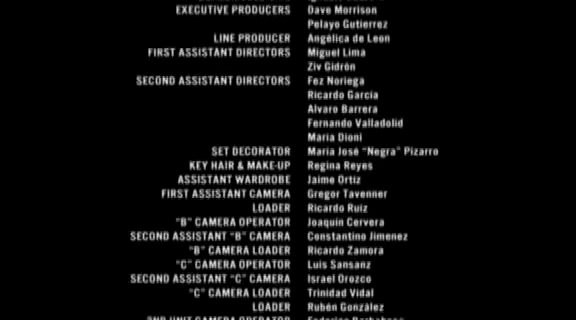 EXECUTIVE PRODUCERS Dave Morrison
Pelayo Gutierrez
LINE PRODUCER Angélica de Leon
FIRST ASSISTANT DIRECTORS Miguel Lima
Ziv Gidrón
SECOND ASSISTANT DIRECTORS Fez Noriega
Ricardo Garcia
Alvaro Barrera
Fernando Valladolid
Maria Dioni
SET DECORATOR Maria José "Negra" Pizarro
KEY HAIR & MAKE-UP Regina Reyes
ASSISTANT WARDROBE Jaime Ortiz
FIRST ASSISTANT CAMERA Gregor Tavenner
LOADER Ricardo Ruiz
"B" CAMERA OPERATOR Joaquin Cervera
SECOND ASSISTANT "B" CAMERA Constantino Jimenez
"B" CAMERA LOADER Ricardo Zamora
"C" CAMERA OPERATOR Luis Sansanz
SECOND ASSISTANT "C" CAMERA Israel Orozco
"C" CAMERA LOADER Trinidad Vidal
LOADER Rubén González
2ND UNIT CAMERA OPERATOR